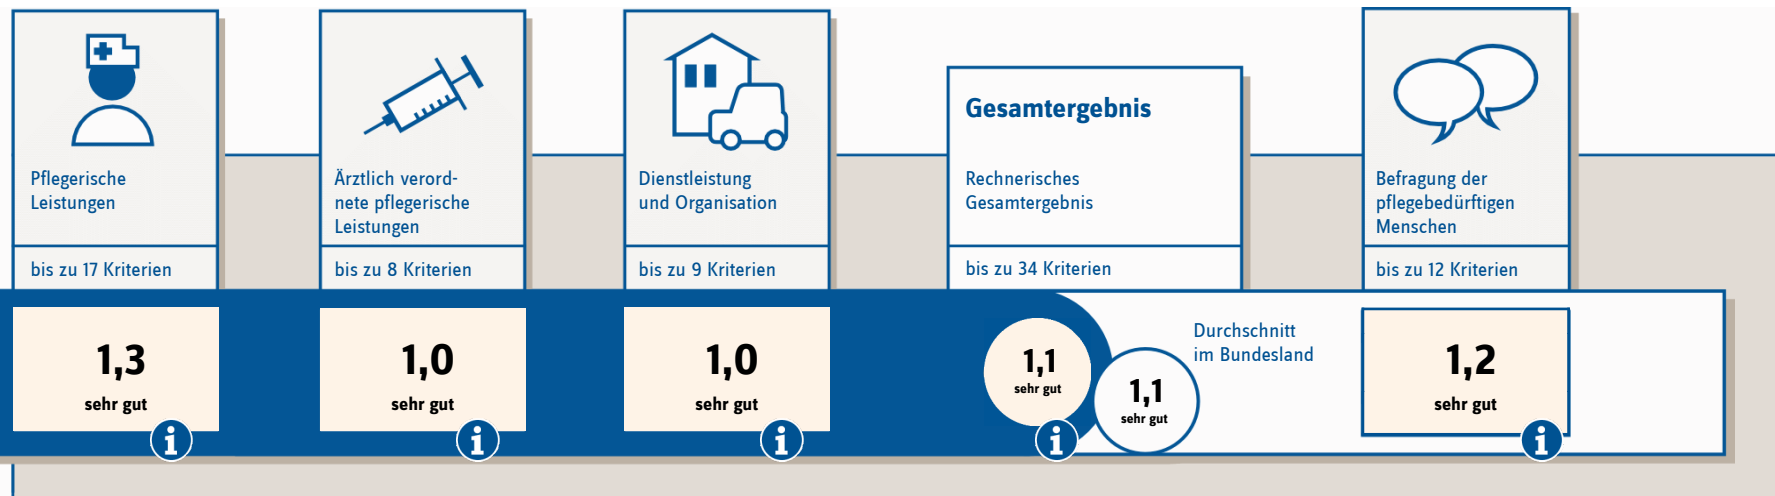 Pflegerische
Leistungen
bis zu 17 Kriterien
1,3
sehr gut
i
Ärztlich verord-
nete pflegerische
Leistungen
bis zu 8 Kriterien
1,0
sehr gut
i
Dienstleistung
und Organisation
bis zu 9 Kriterien
1,0
sehr gut
i
Gesamtergebnis
Rechnerisches
Gesamtergebnis
bis zu 34 Kriterien
1,1
sehr gut
i
1,1
sehr gut
Durchschnitt
im Bundesland
Befragung der
pflegebedürftigen
Menschen
bis zu 12 Kriterien
1,2
sehr gut
i